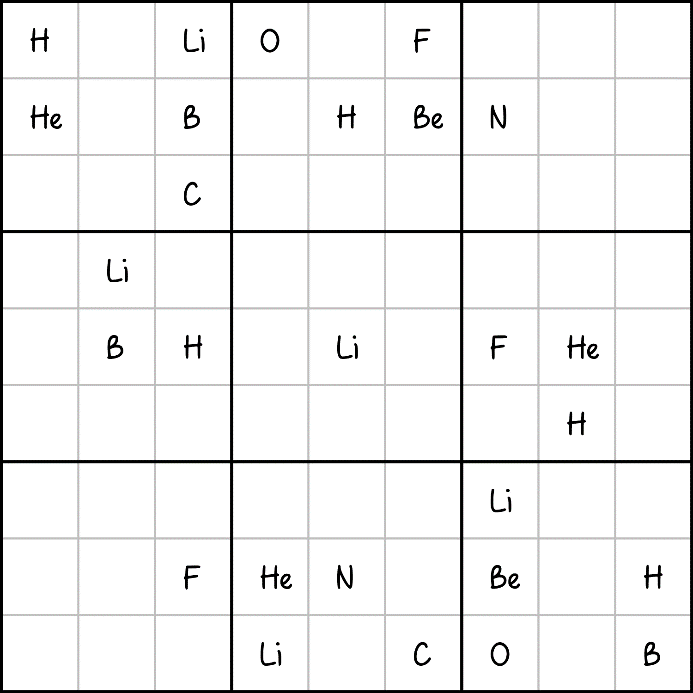 H Li O F
He B H Be N
C
Li
B H Li F He
H
Li
F He N Be H
Li C O B